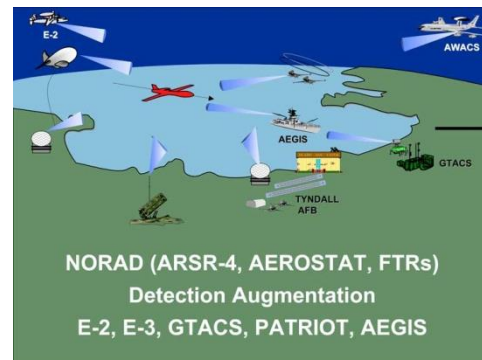 E-2
AWACS
AEGIS
GTACS
TYNDALL
AFB
NORAD (ARSR-4, AEROSTAT, FTRs)
Detection Augmentation
E-2, E-3, GTACS, PATRIOT, AEGIS